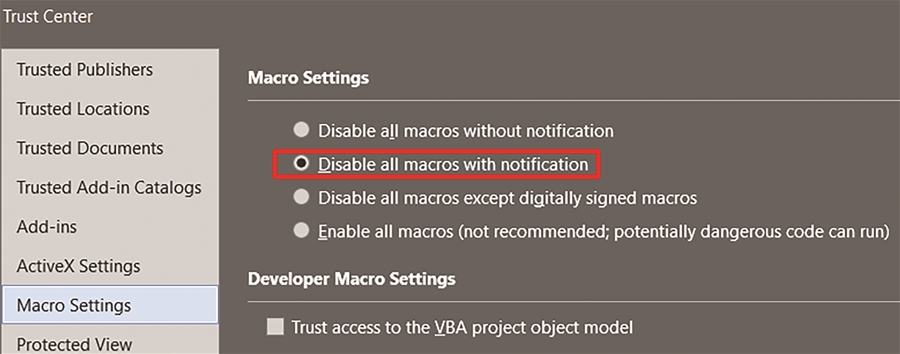 Trust Center
Trusted Publishers
Trusted Locations
Trusted Documents
Trusted Add-in Catalogs
Add-ins
ActiveX Settings
Macro Settings
Protected View
Macro Settings
Disable all macros without notification
Disable all macros with notification
Disable all macros except digitally signed macros
Enable all macros (not recommended; potentially dangerous code can run)
Developer Macro Settings
Trust access to the VBA project object model